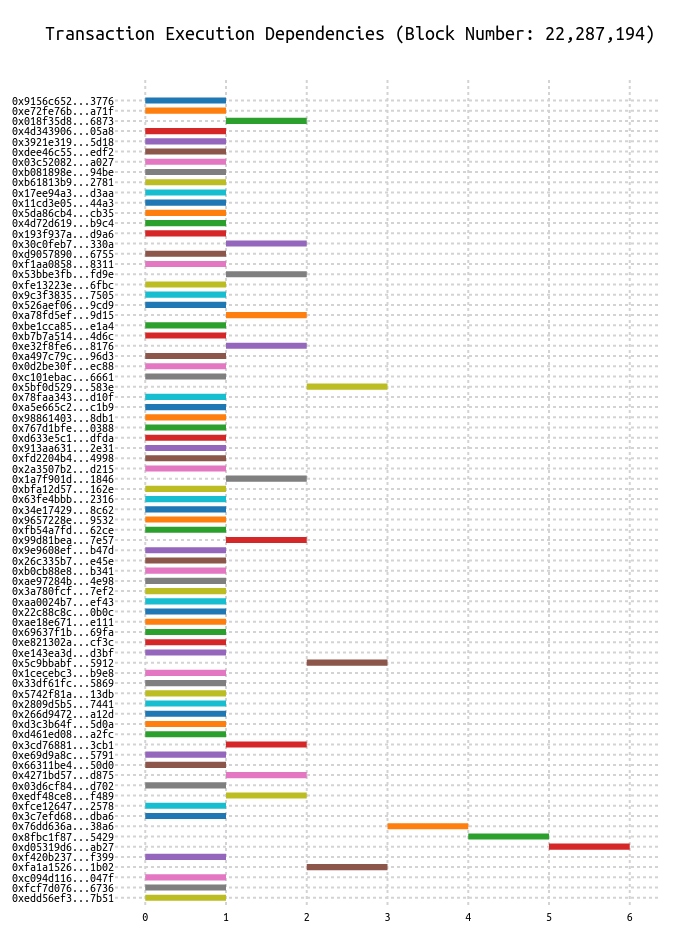 Transaction Execution Dependencies (Block Number: 22,287,194)
0x9156c652...3776
0xe72fe76b...a71f
0x018f35d8...6873
0x4d343906...05a8
0x3921e319...5d18
0xdee46c55...edf2
0x03c52082...a027
0xb081898e...94be
0xb61813b9...2781
0x17ee94a3...d3aa
0x11cd3e05...44a3
0x5da86cb4...cb35
0x4d72d619...b9c4
0x193f937a...d9a6
0x30c0feb7...330a
0xd9057890...6755
0xf1aa0858...8311
0x53bbe3fb...fd9e
0xfe13223e...6fbc
0x9c3f3835...7505
0x526aef06...9cd9
0xa78fd5ef...9d15
0xbe1cca85...e1a4
0xb7b7a514...4d6c
0xe32f8fe6...8176
0xa497c79c...96d3
0x0d2be30f...ec88
0xc101ebac...6661
0x5bf0d529...583e
0x78faa343...d10f
0xa5e665c2...c1b9
0x98861403...8db1
0x767d1bfe...0388
0xd633e5c1...dfda
0x913aa631...2e31
0xfd2204b4...4998
0x2a3507b2...d215
0x1a7f901d...1846
0xbfa12d57...162e
0x63fe4bbb...2316
0x34e17429...8c62
0x9657228e...9532
0xfb54a7fd...62ce
0x99d81bea...7e57
0x9e9608ef...b47d
0x26c335b7...e45e
0xb0cb88e8...b341
0xae97284b...4e98
0x3a780fcf...7ef2
0xaa0024b7...ef43
0x22c88c8c...0b0c
0xae18e671...e111
0x69637f1b...69fa
0xe821302a...cf3c
0xe143ea3d...d3bf
0x5c9bbabf...5912
0x1cecebc3...b9e8
0x33df61fc...5869
0x5742f81a...13db
0x2809d5b5...7441
0x266d9472...a12d
0xd3c3b64f...5d0a
0xd461ed08...a2fc
0x3cd76881...3cb1
0xe69d9a8c...5791
0x66311be4...50d0
0x4271bd57...d875
0x03d6cf84...d702
0xedf48ce8...f489
0xfce12647...2578
0x3c7efd68...dba6
0x76dd636a...38a6
0x8fbc1f87...5429
0xd05319d6...ab27
0xf420b237...f399
0xfa1a1526...1b02
0xc094d116...047f
0xfcf7d076...6736
0xedd56ef3...7b51
0 1 2 3 4 5 6